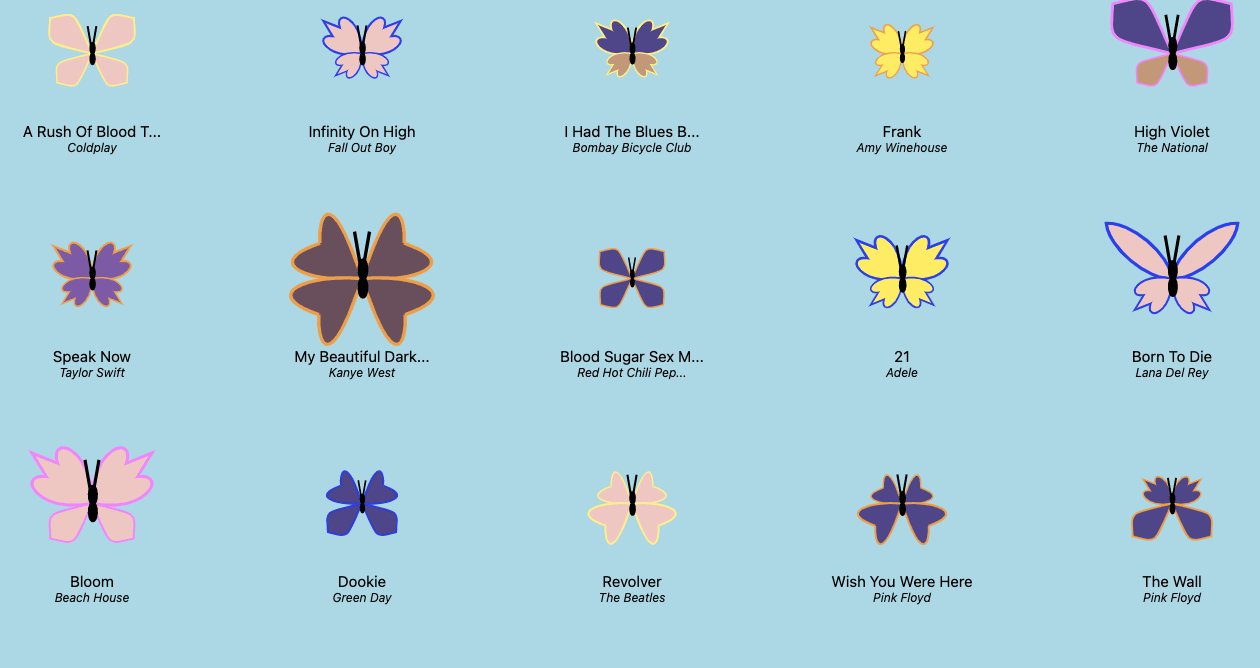 A Rush Of Blood T...
Coldplay
Infinity On High
Fall Out Boy
I Had The Blues B...
Bombay Bicycle Club
Frank
Amy Winehouse
High Violet
The National
Speak Now
Taylor Swift
My Beautiful Dark...
Kanye West
Blood Sugar Sex M...
Red Hot Chili Pep...
21
Adele
Born To Die
Lana Del Rey
Bloom
Beach House
Dookie
Green Day
Revolver
The Beatles
Wish You Were Here
Pink Floyd
The Wall
Pink Floyd